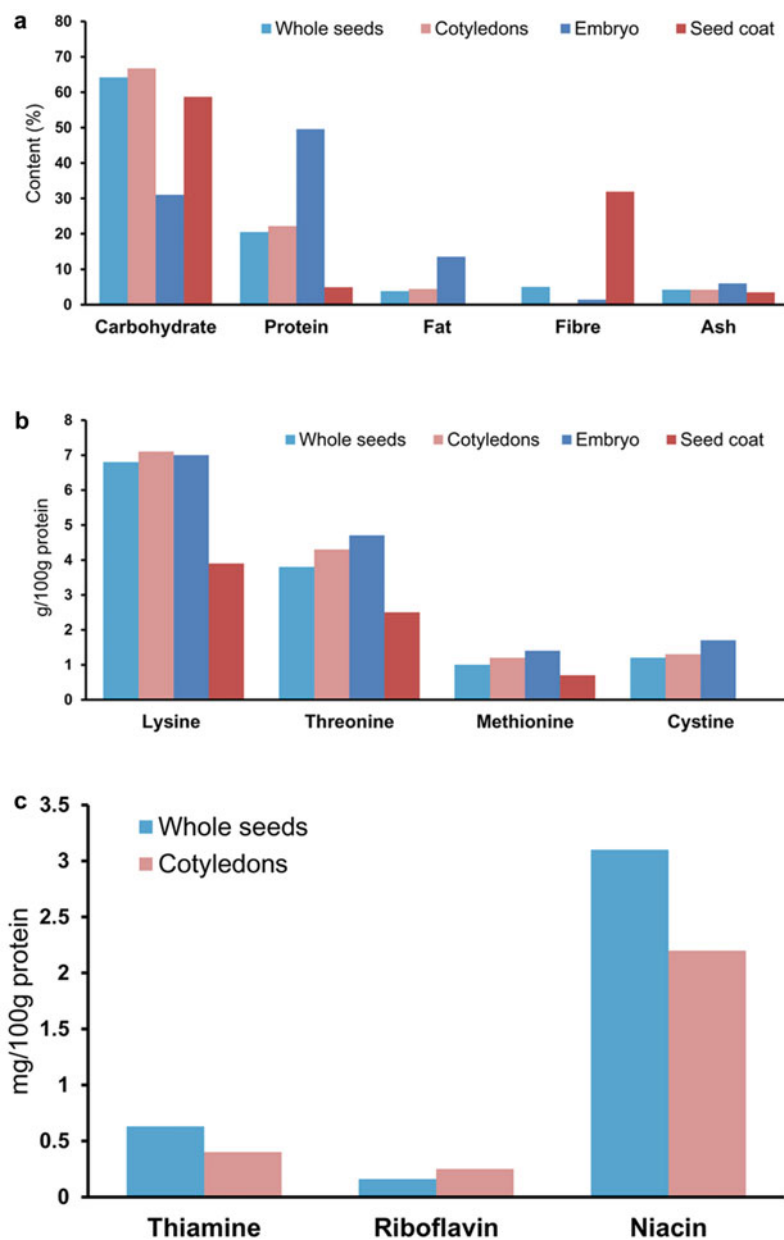 a
Whole seeds Cotyledons Embryo Seed coat
Content (%)
80
70
60
50
40
30
20
10
0
Carbohydrate Protein Fat Fibre Ash
b
Whole seeds Cotyledons Embryo Seed coat
g/100g protein
8
7
6
5
4
3
2
1
0
Lysine Threonine Methionine Cystine
c
Whole seeds
Cotyledons
mg/100g protein
3.5
3
2.5
2
1.5
1
0.5
0
Thiamine Riboflavin Niacin